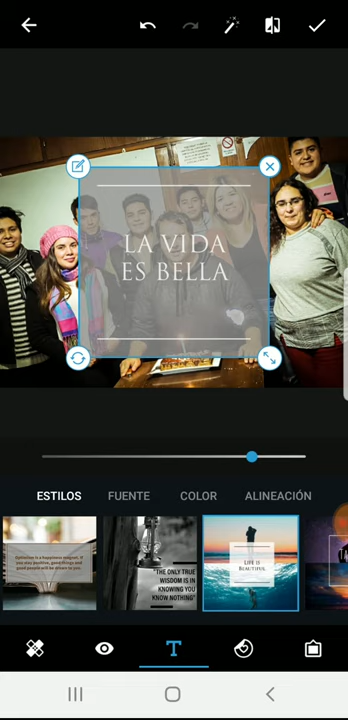 LA VIDA
ES BELLA
ESTILOS
FUENTE
COLOR
ALINEACIÓN
"THE ONLY TRUE
WISDOM IS IN
KNOWING YOU
KNOW NOTHING"
LIFE IS
BEAUTIFUL
T